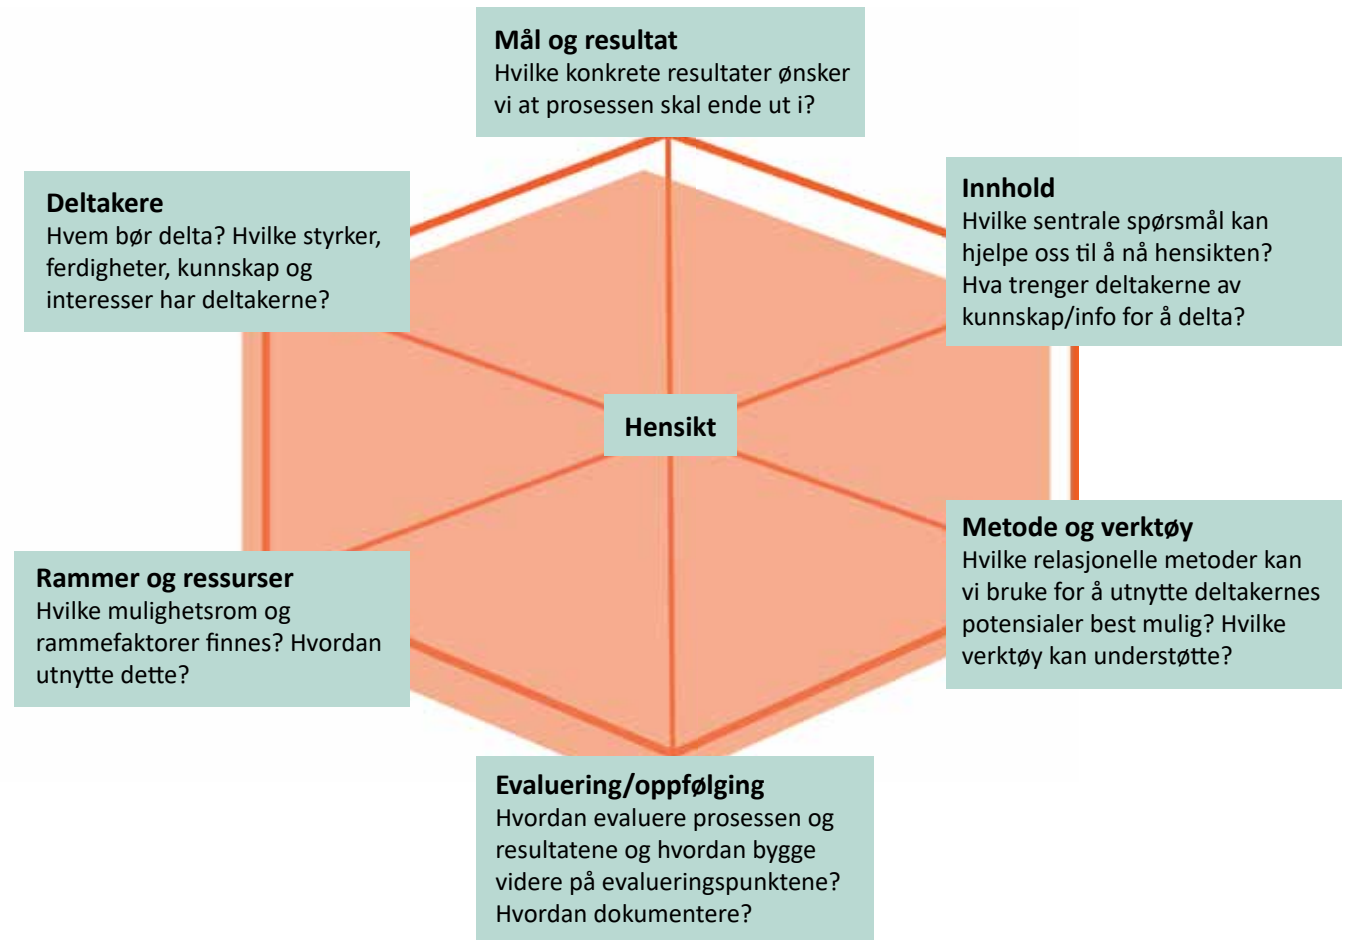 Mål og resultat
Hvilke konkrete resultater ønsker
vi at prosessen skal ende ut i?
Deltakere
Hvem bør delta? Hvilke styrker,
ferdigheter, kunnskap og
interesser har deltakerne?
Innhold
Hvilke sentrale spørsmål kan
hjelpe oss til å nå hensikten?
Hva trenger deltakerne av
kunnskap/info for å delta?
Hensikt
Rammer og ressurser
Hvilke mulighetsrom og
rammefaktorer finnes? Hvordan
utnytte dette?
Metode og verktøy
Hvilke relasjonelle metoder kan
vi bruke for å utnytte deltakernes
potensialer best mulig? Hvilke
verktøy kan understøtte?
Evaluering/oppfølging
Hvordan evaluere prosessen og
resultatene og hvordan bygge
videre på evalueringspunktene?
Hvordan dokumentere?